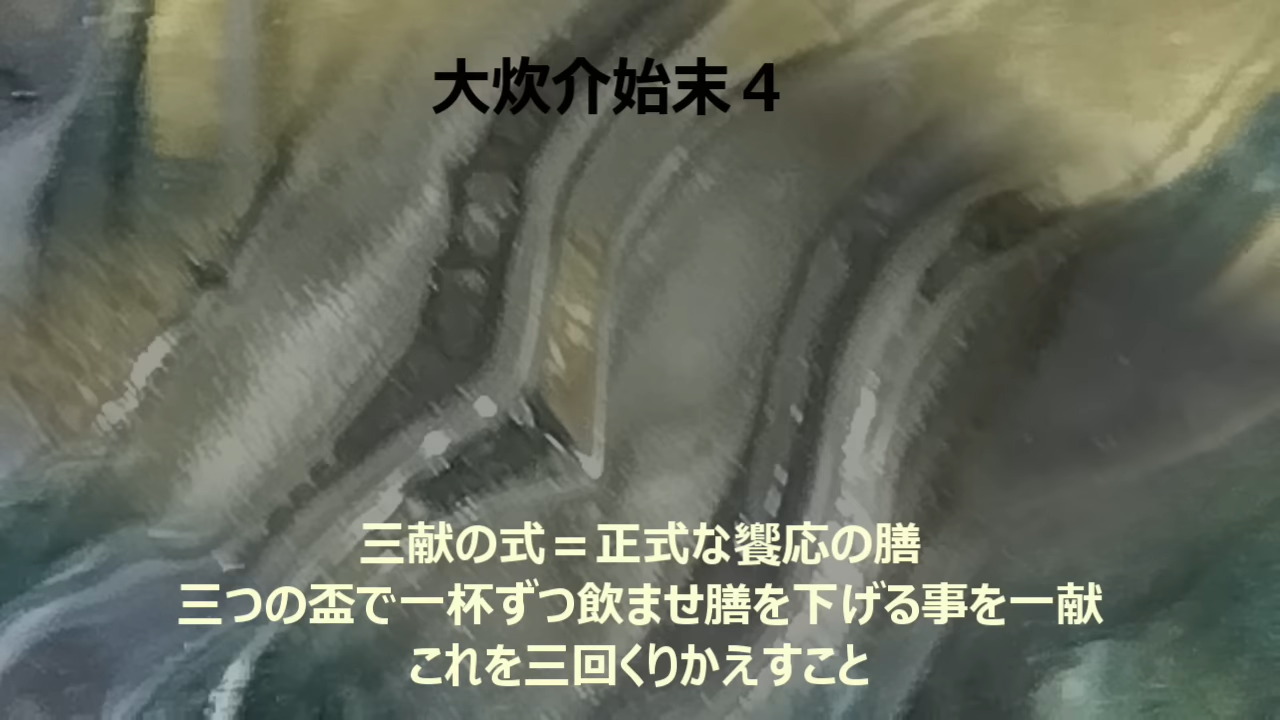 大炊介始末４
三献の式＝正式な饗応の膳
三つの盃で一杯ずつ飲ませ膳を下げる事を一献
これを三回くりかえすこと